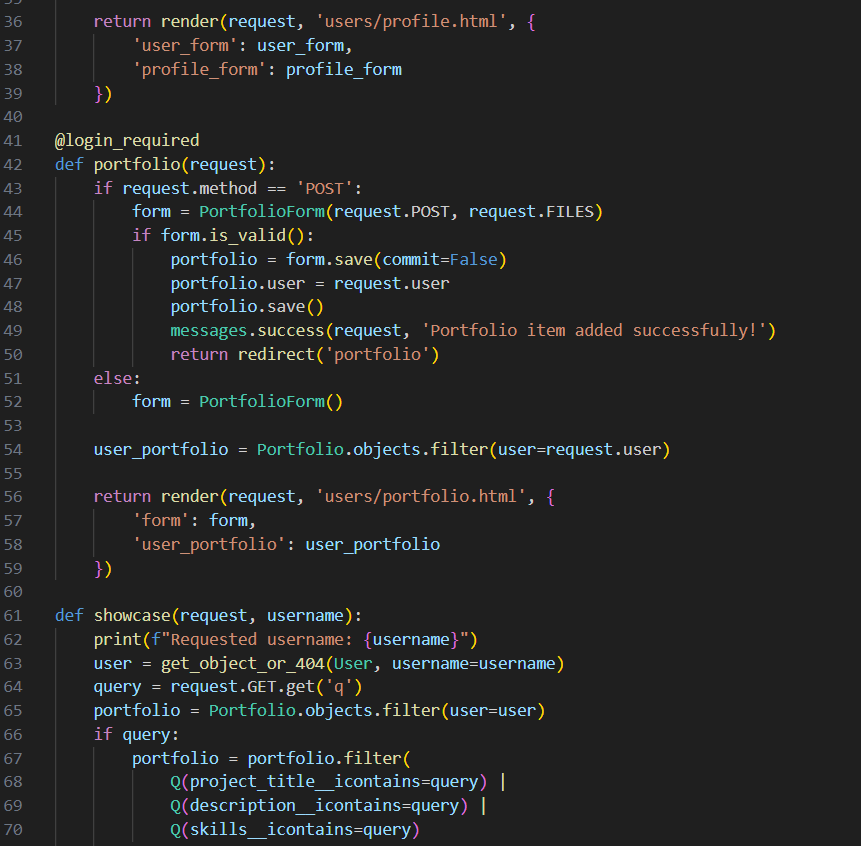 35
36 return render(request, 'users/profile.html', {
37 'user_form': user_form,
38 'profile_form': profile_form
39 })
40
41 @login_required
42 def portfolio(request):
43 if request.method == 'POST':
44 form = PortfolioForm(request.POST, request.FILES)
45 if form.is_valid():
46 portfolio = form.save(commit=False)
47 portfolio.user = request.user
48 portfolio.save()
49 messages.success(request, 'Portfolio item added successfully!')
50 return redirect('portfolio')
51 else:
52 form = PortfolioForm()
53
54 user_portfolio = Portfolio.objects.filter(user=request.user)
55
56 return render(request, 'users/portfolio.html', {
57 'form': form,
58 'user_portfolio': user_portfolio
59 })
60
61 def showcase(request, username):
62 print(f"Requested username: {username}")
63 user = get_object_or_404(User, username=username)
64 query = request.GET.get('q')
65 portfolio = Portfolio.objects.filter(user=user)
66 if query:
67 portfolio = portfolio.filter(
68 Q(project_title__icontains=query) |
69 Q(description__icontains=query) |
70 Q(skills__icontains=query)